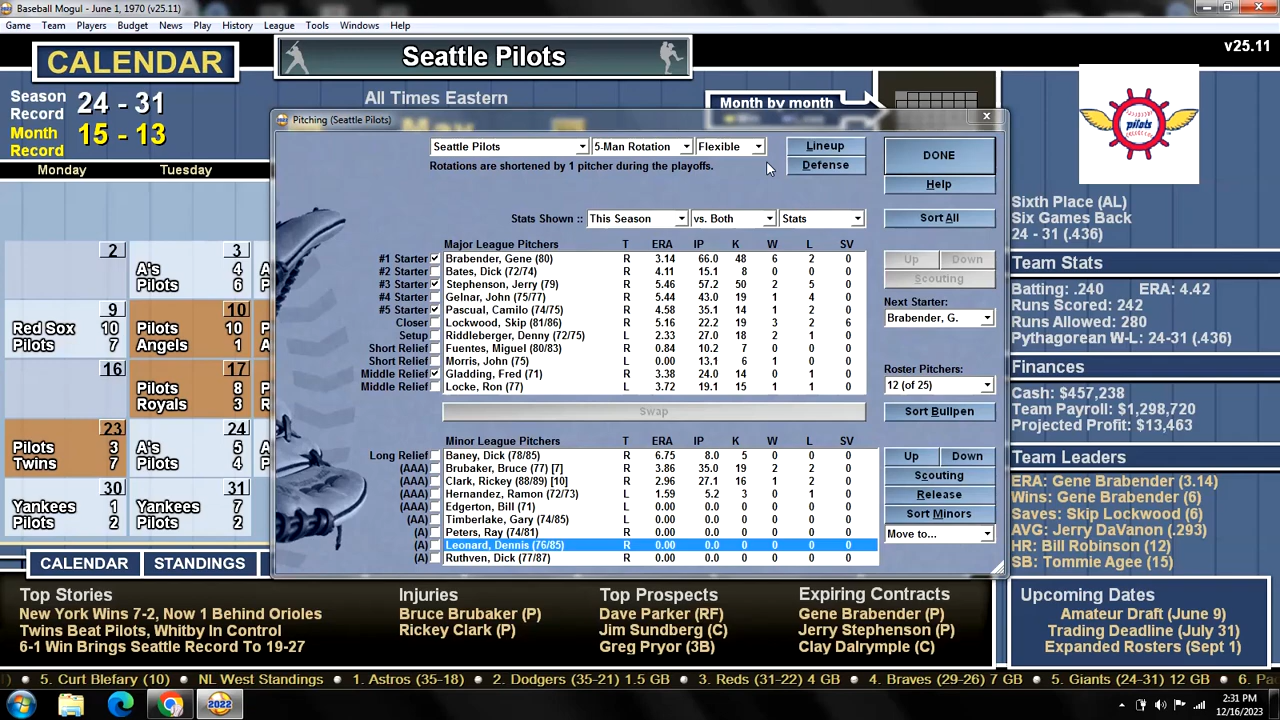 Baseball Mogul - June 1, 1970 (v25.11)
Game Team Players Budget News Play History League Tools Windows Help
CALENDAR
Seattle Pilots
v25.11
Season Record 24 - 31
Month Record 15 - 13
All Times Eastern
Month by month
pilots
Monday Tuesday
2 3
A's 4
Pilots 6
9 10
Red Sox 10 Pilots 10
Pilots 7 Angels 1
16 17
Pilots 8
Royals 3
23 24
Pilots 3 A's 5
Twins 7 Pilots 4
30 31
Yankees 1 Yankees 7
Pilots 2 Pilots 2
CALENDAR STANDINGS
Pitching (Seattle Pilots)
Seattle Pilots 5-Man Rotation Flexible Lineup DONE
Rotations are shortened by 1 pitcher during the playoffs. Defense
Help
Stats Shown :: This Season vs. Both Stats Sort All
Major League Pitchers T ERA IP K W L SV
#1 Starter Brabender, Gene (80) R 3.14 66.0 48 6 2 0
#2 Starter Bates, Dick (72/74) R 4.11 15.1 8 0 0 0
#3 Starter Stephenson, Jerry (79) R 5.46 57.2 50 2 5 0
#4 Starter Gelnar, John (75/77) R 5.44 43.0 19 1 4 0
#5 Starter Pascual, Camilo (74/75) R 4.58 35.1 14 1 2 0
Closer Lockwood, Skip (81/86) R 5.16 22.2 19 3 2 6
Setup Riddleberger, Denny (72/75) L 2.33 27.0 18 2 1 0
Short Relief Fuentes, Miguel (80/83) R 0.84 10.2 7 0 0 0
Short Relief Morris, John (75) L 0.00 13.1 6 1 0 0
Middle Relief Gladding, Fred (71) R 3.38 24.0 14 0 1 0
Middle Relief Locke, Ron (77) L 3.72 19.1 15 1 1 0
Up Down
Scouting
Next Starter:
Brabender, G.
Roster Pitchers:
12 (of 25)
Swap Sort Bullpen
Minor League Pitchers T ERA IP K W L SV
Long Relief Baney, Dick (78/85) R 6.75 8.0 5 0 0 0
(AAA) Brubaker, Bruce (77) [7] R 3.86 35.0 19 2 2 0
(AAA) Clark, Rickey (88/89) [10] R 2.96 27.1 16 1 2 0
(AAA) Hernandez, Ramon (72/73) L 1.59 5.2 3 0 1 0
(AAA) Edgerton, Bill (71) L 0.00 0.0 0 0 0 0
(AA) Timberlake, Gary (74/85) L 0.00 0.0 0 0 0 0
(A) Peters, Ray (74/81) R 0.00 0.0 0 0 0 0
(A) Leonard, Dennis (76/85) R 0.00 0.0 0 0 0 0
(A) Ruthven, Dick (77/87) R 0.00 0.0 0 0 0 0
Up Down
Scouting
Release
Sort Minors
Move to...
Sixth Place (AL)
Six Games Back
24 - 31 (.436)
Team Stats
Batting: .240 ERA: 4.42
Runs Scored: 242
Runs Allowed: 280
Pythagorean W-L: 24-31 (.436)
Finances
Cash: $457,238
Team Payroll: $1,298,720
Projected Profit: $13,463
Team Leaders
ERA: Gene Brabender (3.14)
Wins: Gene Brabender (6)
Saves: Skip Lockwood (6)
AVG: Jerry DaVanon (.293)
HR: Bill Robinson (12)
SB: Tommie Agee (15)
Top Stories
New York Wins 7-2, Now 1 Behind Orioles
Twins Beat Pilots, Whitby In Control
6-1 Win Brings Seattle Record To 19-27
Injuries
Bruce Brubaker (P)
Rickey Clark (P)
Top Prospects
Dave Parker (RF)
Jim Sundberg (C)
Greg Pryor (3B)
Expiring Contracts
Gene Brabender (P)
Jerry Stephenson (P)
Clay Dalrymple (C)
Upcoming Dates
Amateur Draft (June 9)
Trading Deadline (July 31)
Expanded Rosters (Sept 1)
5. Curt Blefary (10) NL West Standings 1. Astros (35-18) 2. Dodgers (35-21) 1.5 GB 3. Reds (31-22) 4 GB 4. Braves (29-26) 7 GB 5. Giants (24-31) 12 GB 6.
2022
2:31 PM
12/16/2023